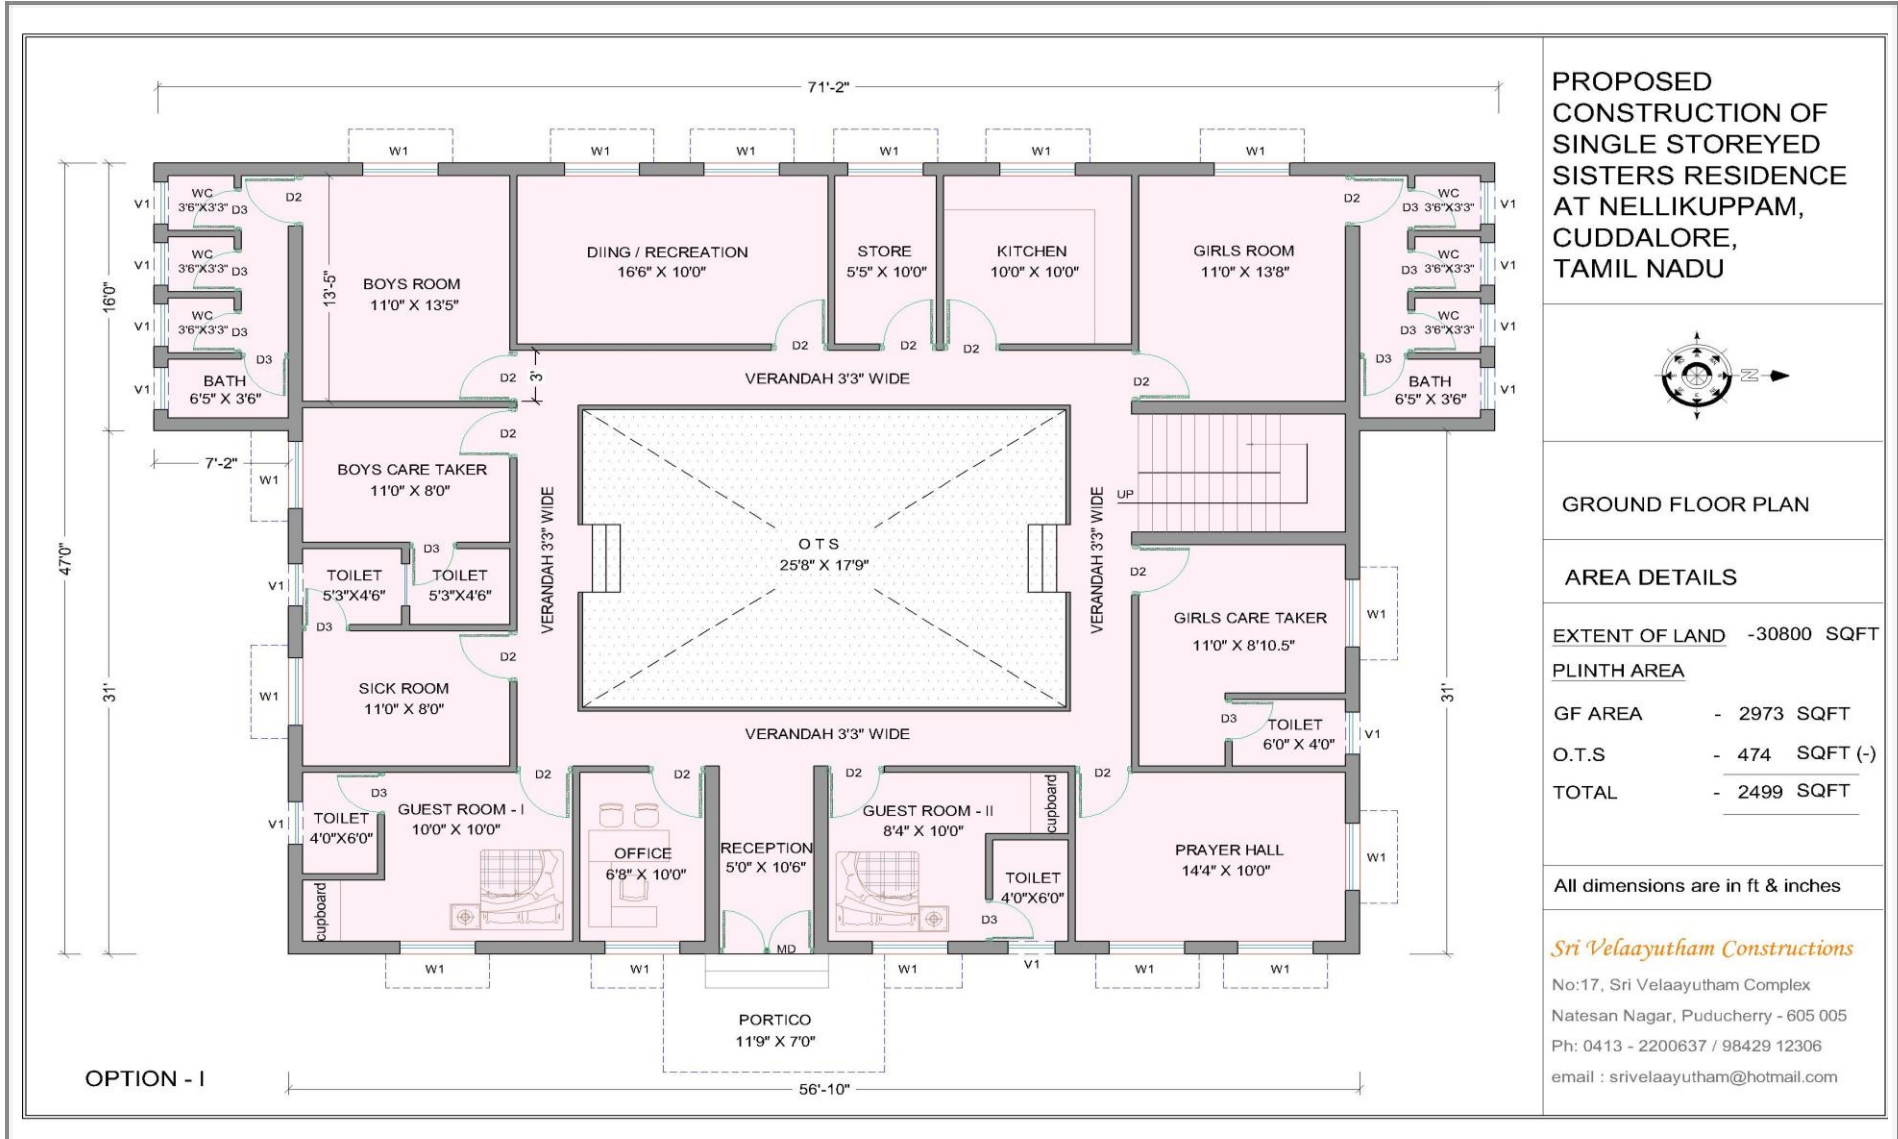 71'-2"
W1
W1
W1
W1
W1
W1
WC
3'6"X3'3"
D3
D2
V1
WC
3'6"X3'3"
D3
V1
WC
3'6"X3'3"
D3
V1
D3
BATH
6'5" X 3'6"
V1
16'0"
47'0"
31'
7'-2"
13'-5"
BOYS ROOM
11'0" X 13'5"
D2
3'
DIING / RECREATION
16'6" X 10'0"
D2
STORE
5'5" X 10'0"
D2
KITCHEN
10'0" X 10'0"
D2
GIRLS ROOM
11'0" X 13'8"
D2
D2
WC
D3 3'6"X3'3"
V1
WC
D3 3'6"X3'3"
V1
WC
D3 3'6"X3'3"
V1
D3
BATH
6'5" X 3'6"
V1
VERANDAH 3'3" WIDE
D2
BOYS CARE TAKER
11'0" X 8'0"
W1
D3
TOILET
5'3"X4'6"
V1
D3
TOILET
5'3"X4'6"
VERANDAH 3'3" WIDE
O T S
25'8" X 17'9"
VERANDAH 3'3" WIDE
UP
D2
GIRLS CARE TAKER
11'0" X 8'10.5"
W1
31'
D2
SICK ROOM
11'0" X 8'0"
W1
VERANDAH 3'3" WIDE
D3
TOILET
6'0" X 4'0"
V1
D2
D2
D2
D2
D3
TOILET
4'0"X6'0"
V1
GUEST ROOM - I
10'0" X 10'0"
cupboard
OFFICE
6'8" X 10'0"
RECEPTION
5'0" X 10'6"
MD
GUEST ROOM - II
8'4" X 10'0"
cupboard
TOILET
4'0"X6'0"
D3
PRAYER HALL
14'4" X 10'0"
W1
W1
W1
W1
V1
W1
W1
PORTICO
11'9" X 7'0"
OPTION - I
56'-10"
PROPOSED
CONSTRUCTION OF
SINGLE STOREYED
SISTERS RESIDENCE
AT NELLIKUPPAM,
CUDDALORE,
TAMIL NADU
N
GROUND FLOOR PLAN
AREA DETAILS
EXTENT OF LAND -30800 SQFT
PLINTH AREA
GF AREA - 2973 SQFT
O.T.S - 474 SQFT (-)
TOTAL - 2499 SQFT
All dimensions are in ft & inches
Sri Velaayutham Constructions
No:17, Sri Velaayutham Complex
Natesan Nagar, Puducherry - 605 005
Ph: 0413 - 2200637 / 98429 12306
email : srivelaayutham@hotmail.com